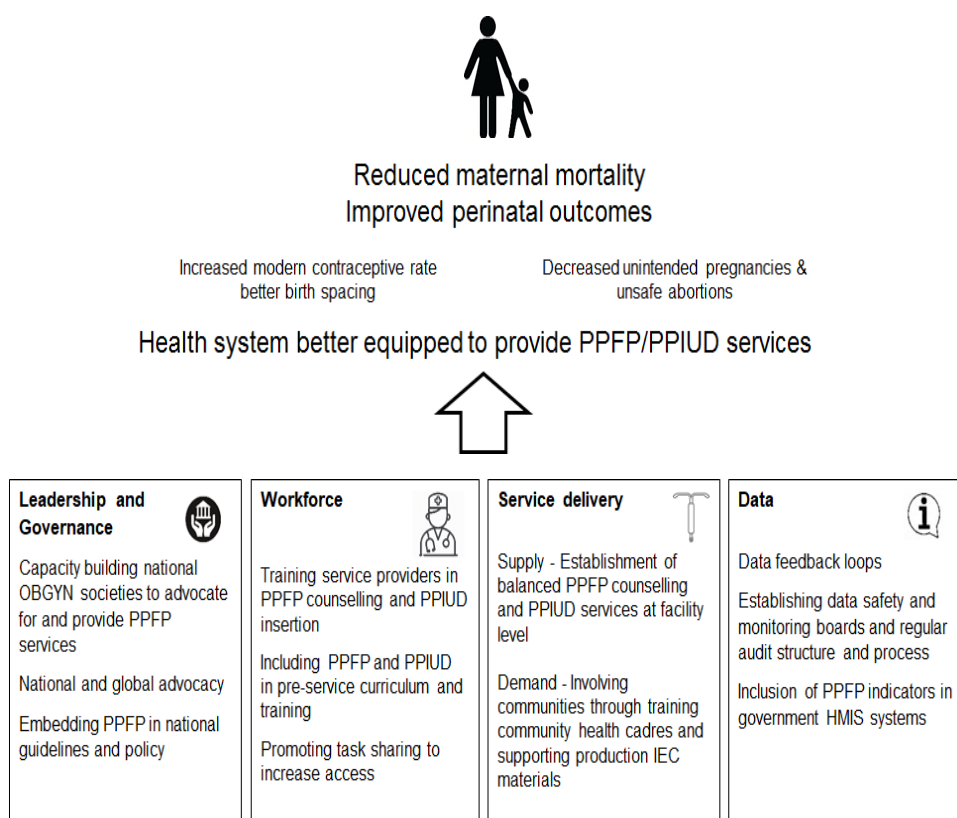 Reduced maternal mortality
Improved perinatal outcomes
Increased modern contraceptive rate
better birth spacing
Decreased unintended pregnancies &
unsafe abortions
Health system better equipped to provide PPFP/PPIUD services
Leadership and
Governance
Capacity building national
OBGYN societies to advocate
for and provide PPFP
services
National and global advocacy
Embedding PPFP in national
guidelines and policy
Workforce
Training service providers in
PPFP counselling and PPIUD
insertion
Including PPFP and PPIUD
in pre-service curriculum and
training
Promoting task sharing to
increase access
Service delivery
Supply - Establishment of
balanced PPFP counselling
and PPIUD services at facility
level
Demand - Involving
communities through training
community health cadres and
supporting production IEC
materials
Data
Data feedback loops
Establishing data safety and
monitoring boards and regular
audit structure and process
Inclusion of PPFP indicators in
government HMIS systems